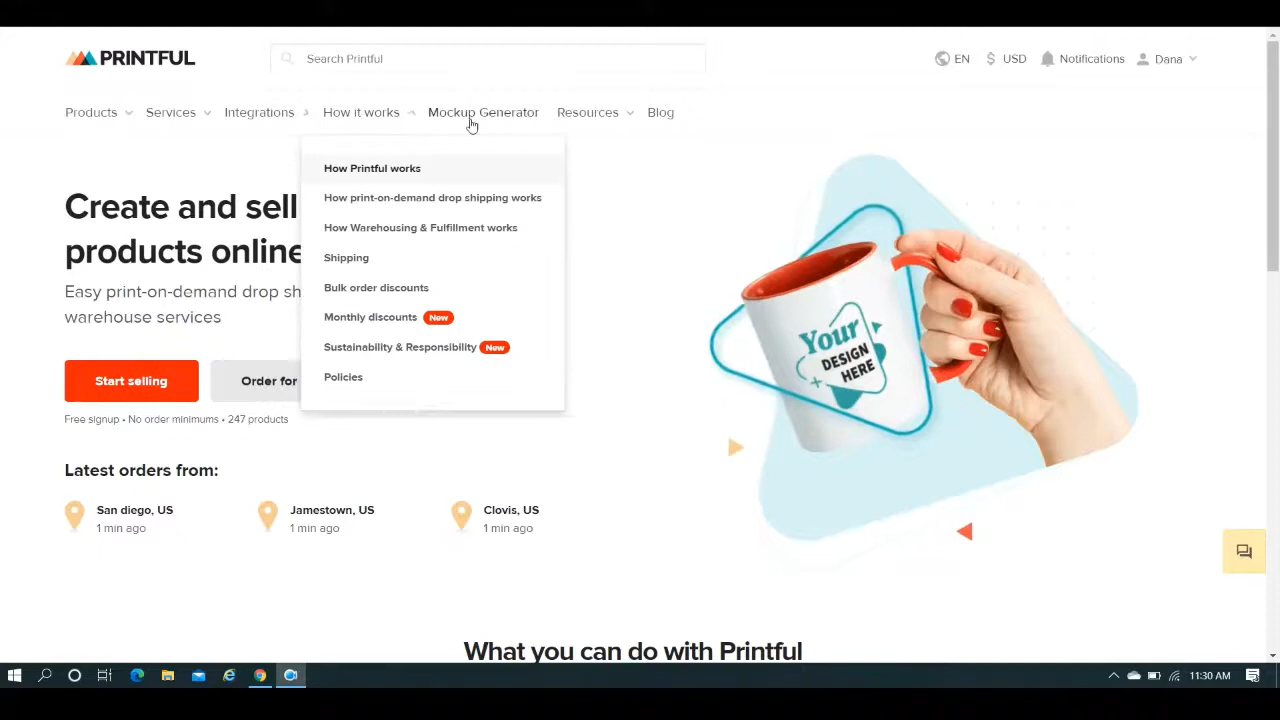 PRINTFUL
Search Printful
EN
USD
Notifications
Dana
Products
Services
Integrations
How it works
Mockup Generator
Resources
Blog
How Printful works
How print-on-demand drop shipping works
How Warehousing & Fulfillment works
Shipping
Bulk order discounts
Monthly discounts New
Sustainability & Responsibility New
Policies
Create and sell
products online
Easy print-on-demand drop sh
warehouse services
Start selling
Order for
Free signup • No order minimums • 247 products
Latest orders from:
San diego, US
1 min ago
Jamestown, US
1 min ago
Clovis, US
1 min ago
Your
DESIGN
HERE
What you can do with Printful
11:30 AM